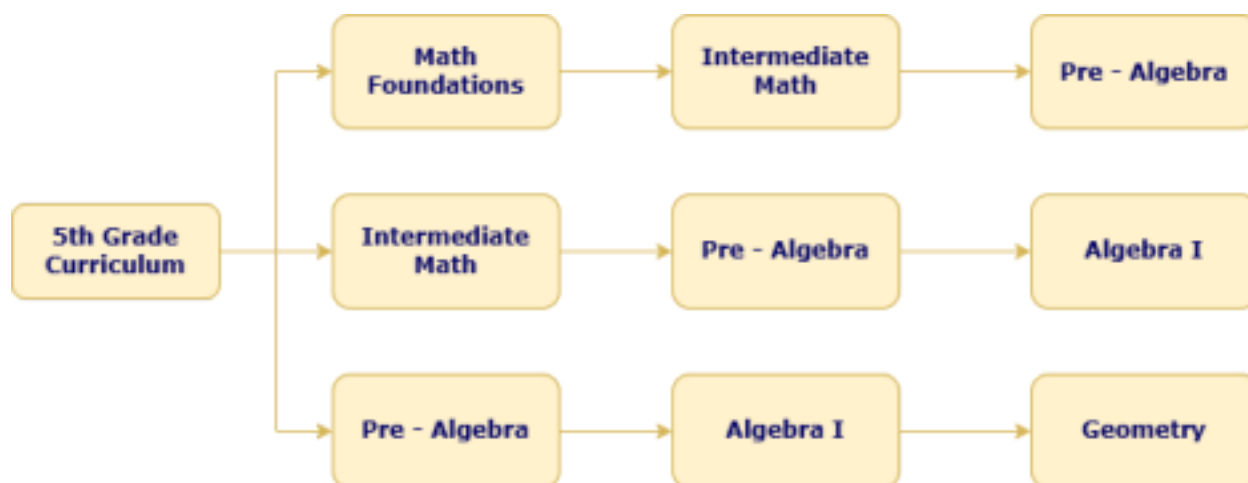 Math
Foundations
Intermediate
Math
Pre - Algebra
5th Grade
Curriculum
Intermediate
Math
Pre - Algebra
Algebra I
Pre - Algebra
Algebra I
Geometry